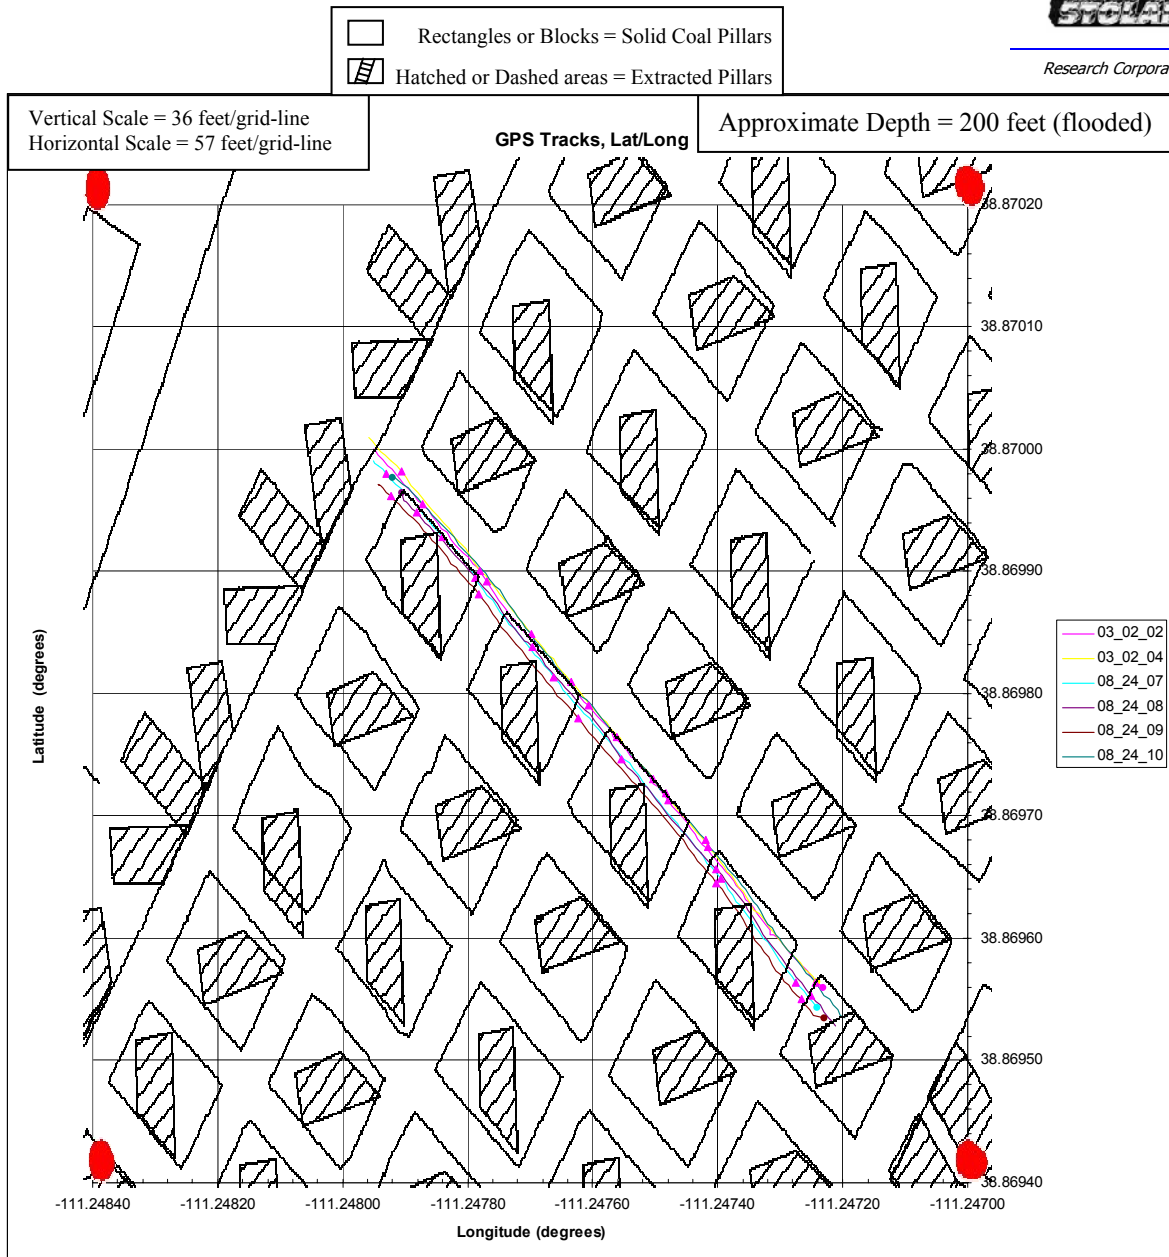 Rectangles or Blocks = Solid Coal Pillars
Hatched or Dashed areas = Extracted Pillars
Research Corpora
Vertical Scale = 36 feet/grid-line
Horizontal Scale = 57 feet/grid-line
Approximate Depth = 200 feet (flooded)
GPS Tracks, Lat/Long
38.87020
38.87010
38.87000
38.86990
38.86980
38.86970
38.86960
38.86950
38.86940
Latitude (degrees)
03_02_02
03_02_04
08_24_07
08_24_08
08_24_09
08_24_10
-111.24840
-111.24820
-111.24800
-111.24780
-111.24760
-111.24740
-111.24720
-111.24700
Longitude (degrees)